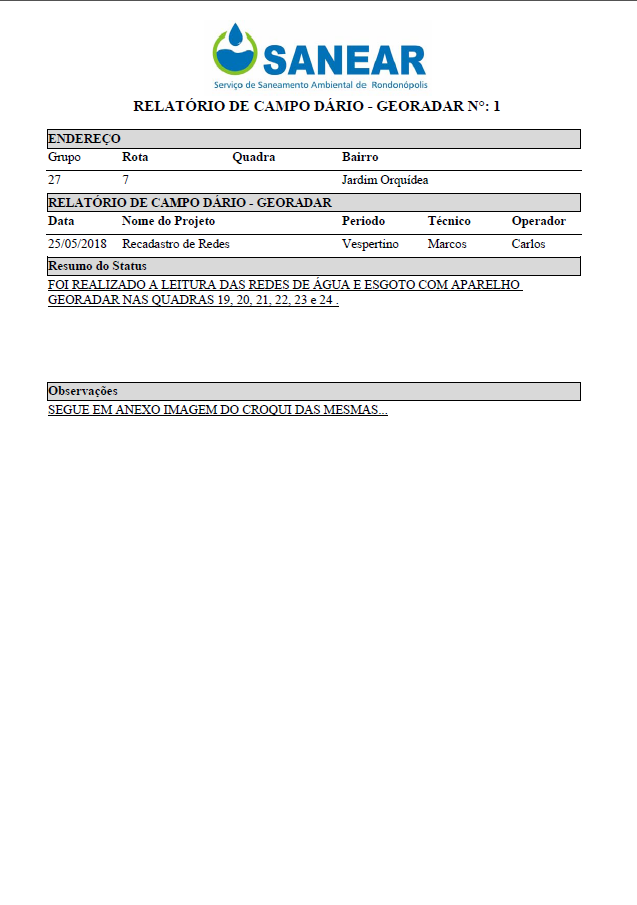 SANEAR
Serviço de Saneamento Ambiental de Rondonópolis
RELATÓRIO DE CAMPO DÁRIO - GEORADAR N°: 1
ENDEREÇO
Grupo Rota Quadra Bairro
27 7 Jardim Orquídea
RELATÓRIO DE CAMPO DÁRIO - GEORADAR
Data Nome do Projeto Periodo Técnico Operador
25/05/2018 Recadastro de Redes Vespertino Marcos Carlos
Resumo do Status
FOI REALIZADO A LEITURA DAS REDES DE ÁGUA E ESGOTO COM APARELHO
GEORADAR NAS QUADRAS 19, 20, 21, 22, 23 e 24 .
Observações
SEGUE EM ANEXO IMAGEM DO CROQUI DAS MESMAS...